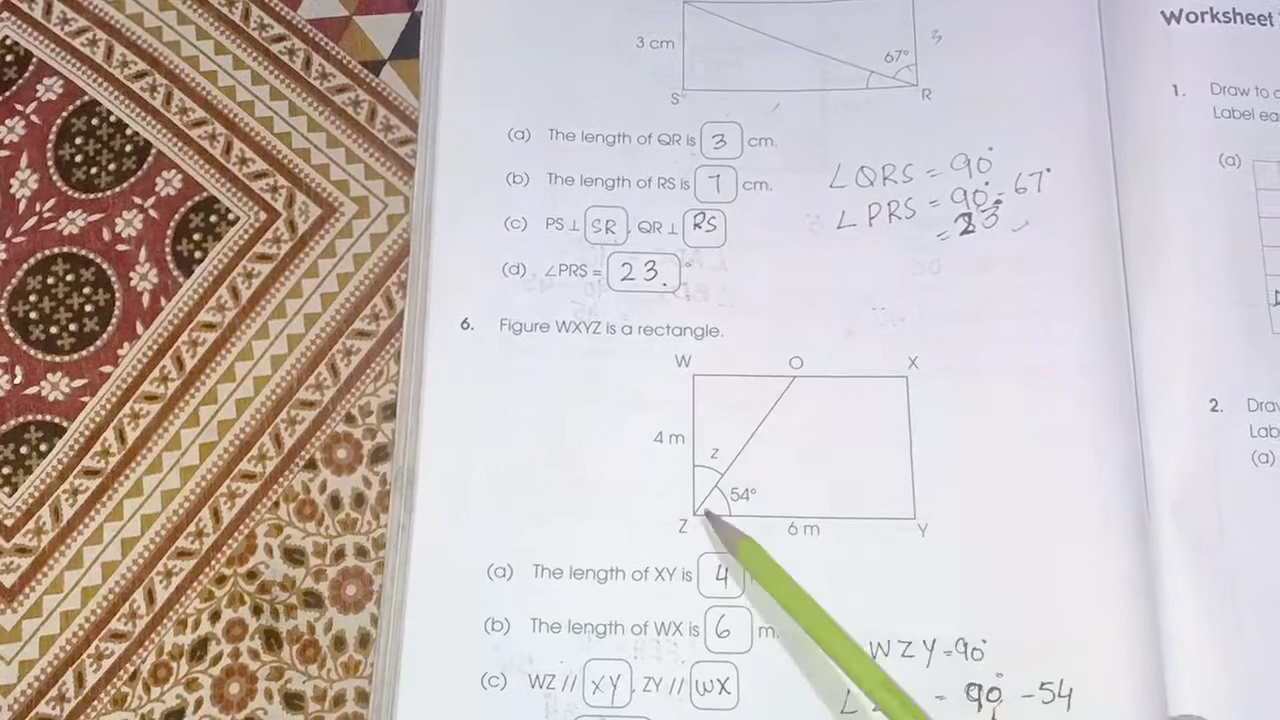 Worksheet
3 cm
67°
3
S
R
1. Draw to
Label ea
(a)
(a) The length of QR is 3 cm.
(b) The length of RS is 7 cm.
(c) PS⊥ SR, QR⊥ RS
(d) ∠PRS = 23.°
∠QRS = 90°
∠PRS = 90° - 67°
= 23
6. Figure WXYZ is a rectangle.
W O X
4 m
z
54°
Z
6 m
Y
2. Dra
Lab
(a)
(a) The length of XY is 4
(b) The length of WX is 6 m.
(c) WZ // XY, ZY // WX
WZY = 90°
∠ = 90° - 54